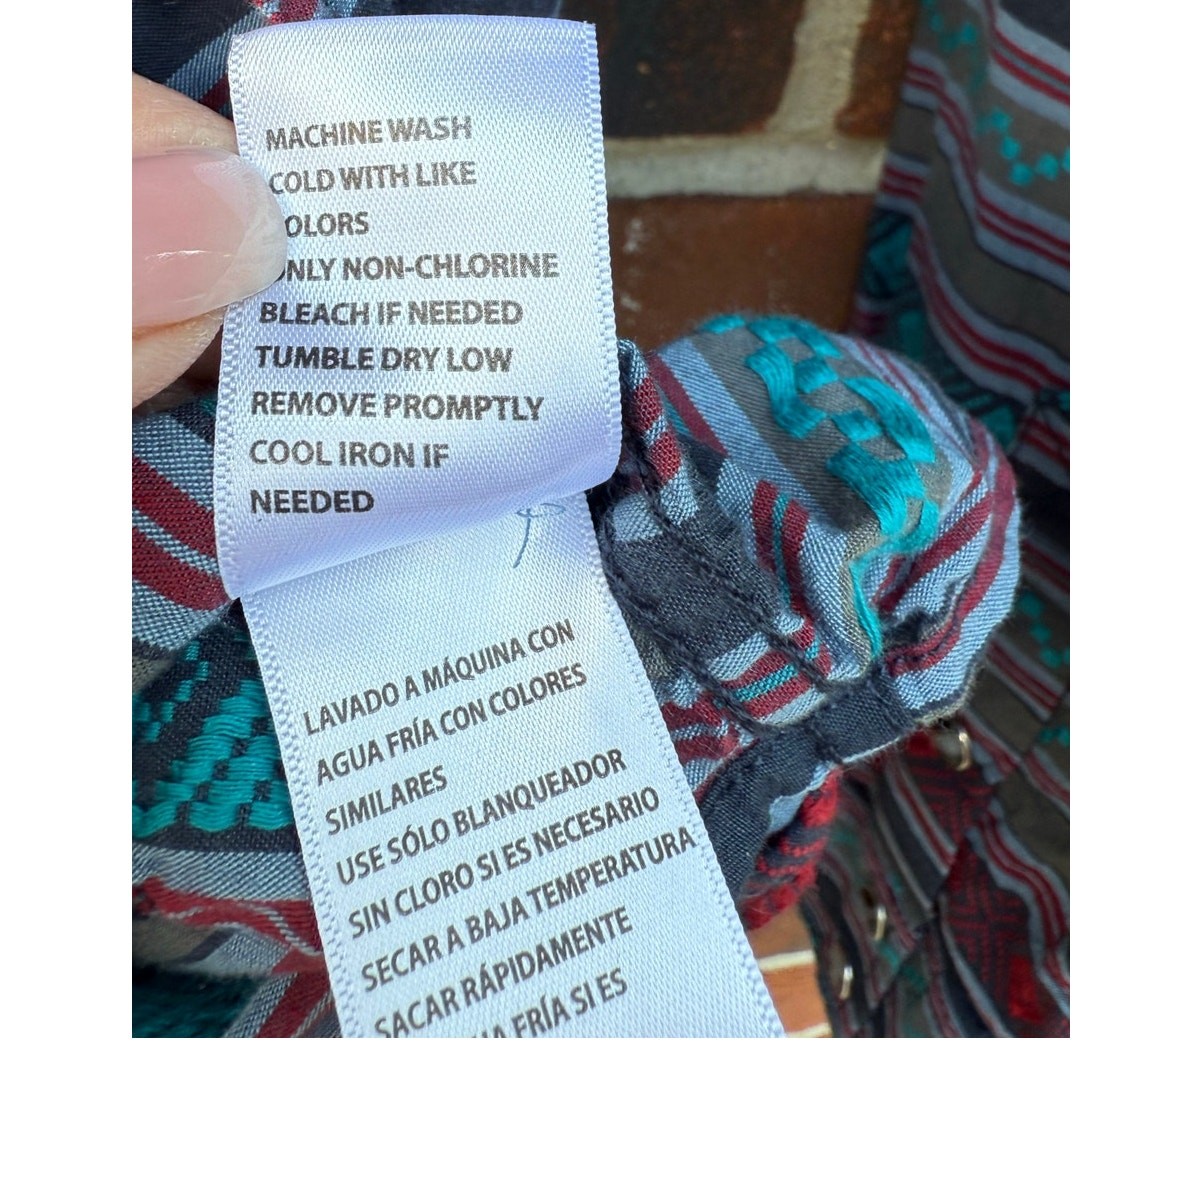 MACHINE WASH
COLD WITH LIKE
COLORS
ONLY NON-CHLORINE
BLEACH IF NEEDED
TUMBLE DRY LOW
REMOVE PROMPTLY
COOL IRON IF
NEEDED
LAVADO A MÁQUINA CON
AGUA FRÍA CON COLORES
SIMILARES
USE SÓLO BLANQUEADOR
SIN CLORO SI ES NECESARIO
SECAR A BAJA TEMPERATURA
SACAR RÁPIDAMENTE
FRÍA SI ES